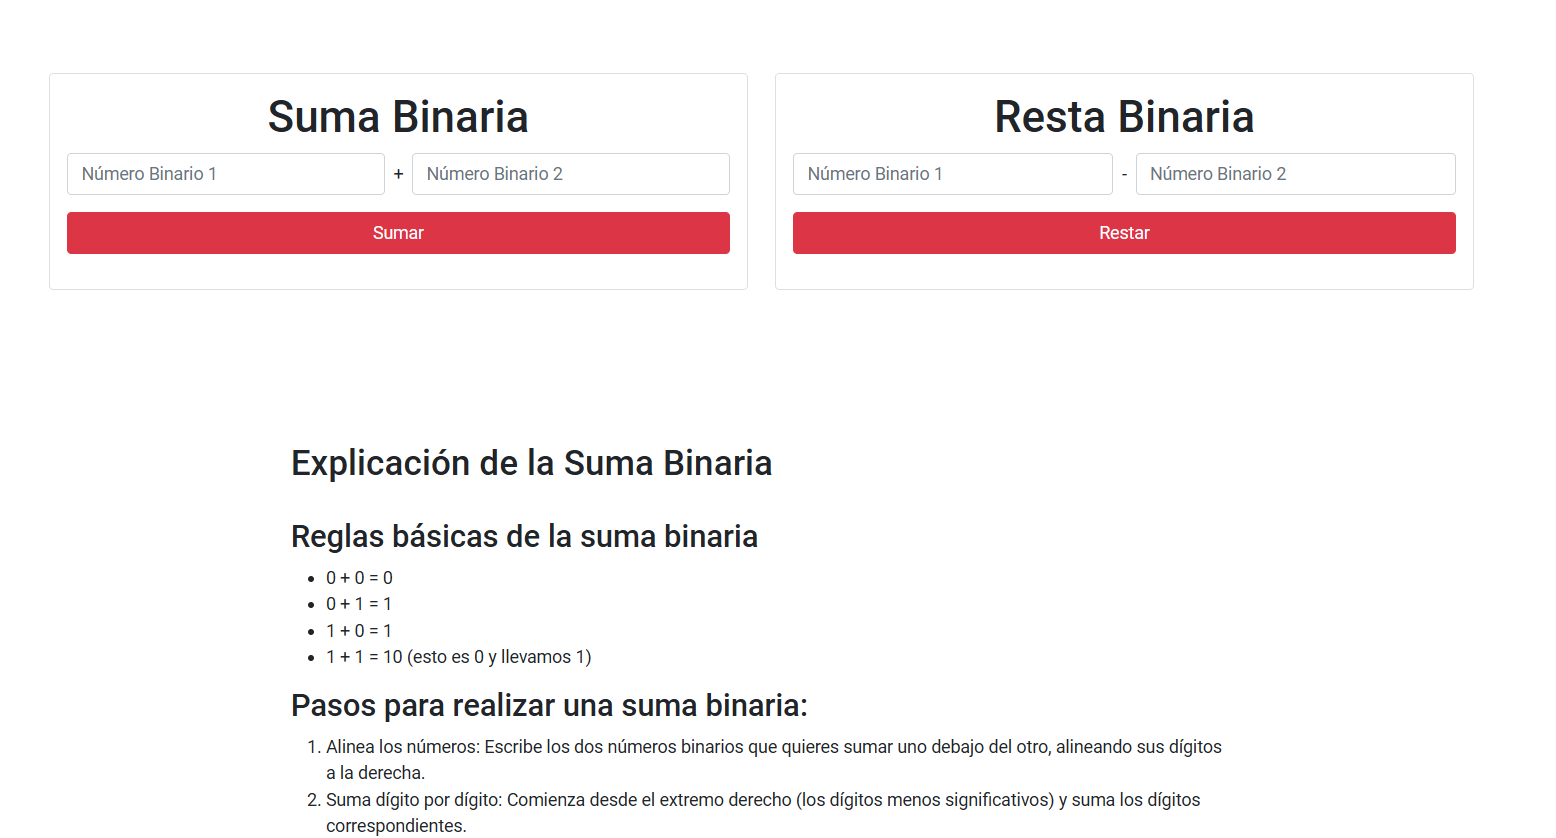 Suma Binaria
Número Binario 1 + Número Binario 2
Sumar
Resta Binaria
Número Binario 1 - Número Binario 2
Restar
Explicación de la Suma Binaria
Reglas básicas de la suma binaria
• 0 + 0 = 0
• 0 + 1 = 1
• 1 + 0 = 1
• 1 + 1 = 10 (esto es 0 y llevamos 1)
Pasos para realizar una suma binaria:
1. Alinea los números: Escribe los dos números binarios que quieres sumar uno debajo del otro, alineando sus dígitos
a la derecha.
2. Suma dígito por dígito: Comienza desde el extremo derecho (los dígitos menos significativos) y suma los dígitos
correspondientes.